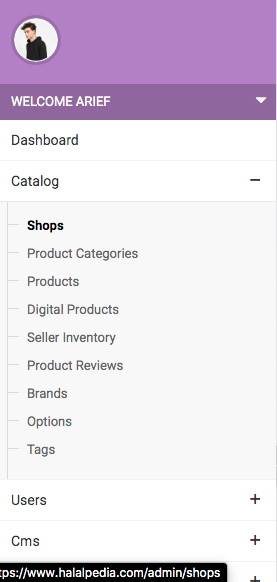 WELCOME ARIEF
Dashboard
Catalog
Shops
Product Categories
Products
Digital Products
Seller Inventory
Product Reviews
Brands
Options
Tags
Users
Cms
tps://www.halalpedia.com/admin/shops